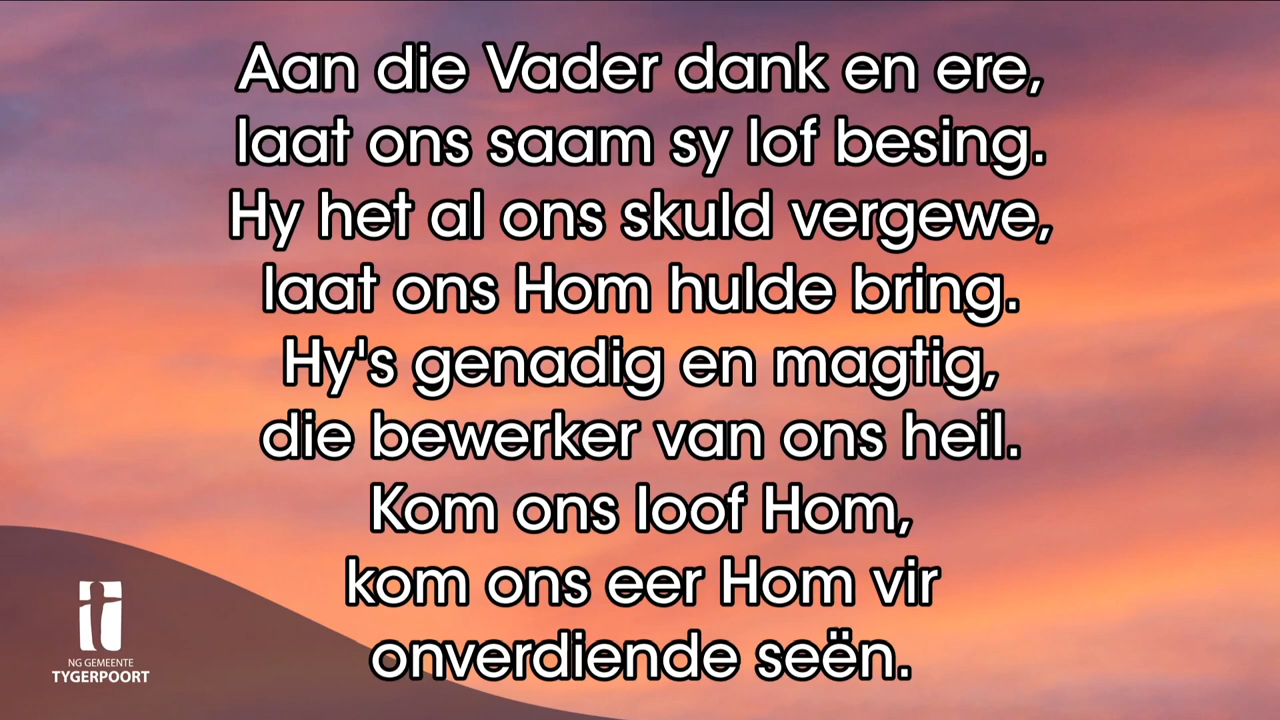 Aan die Vader dank en ere,
laat ons saam sy lof besing.
Hy het al ons skuld vergewe,
laat ons Hom hulde bring.
Hy's genadig en magtig,
die bewerker van ons heil.
Kom ons loof Hom,
kom ons eer Hom vir
onverdiende seën.
NG GEMEENTE
TYGERPOORT